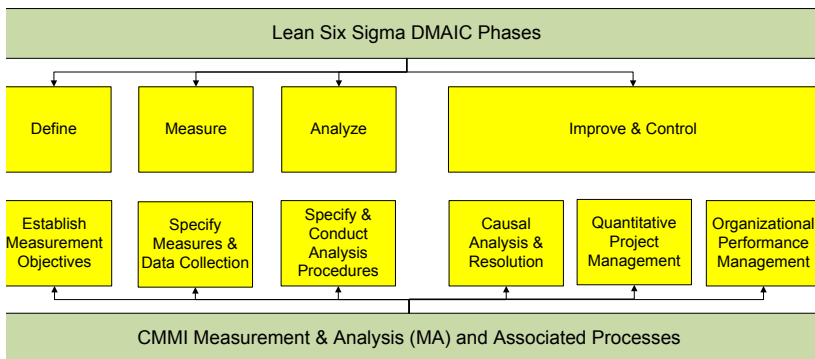 Lean Six Sigma DMAIC Phases
Define
Measure
Analyze
Improve & Control
Establish
Measurement
Objectives
Specify
Measures &
Data Collection
Specify &
Conduct
Analysis
Procedures
Causal
Analysis &
Resolution
Quantitative
Project
Management
Organizational
Performance
Management
CMMI Measurement & Analysis (MA) and Associated Processes